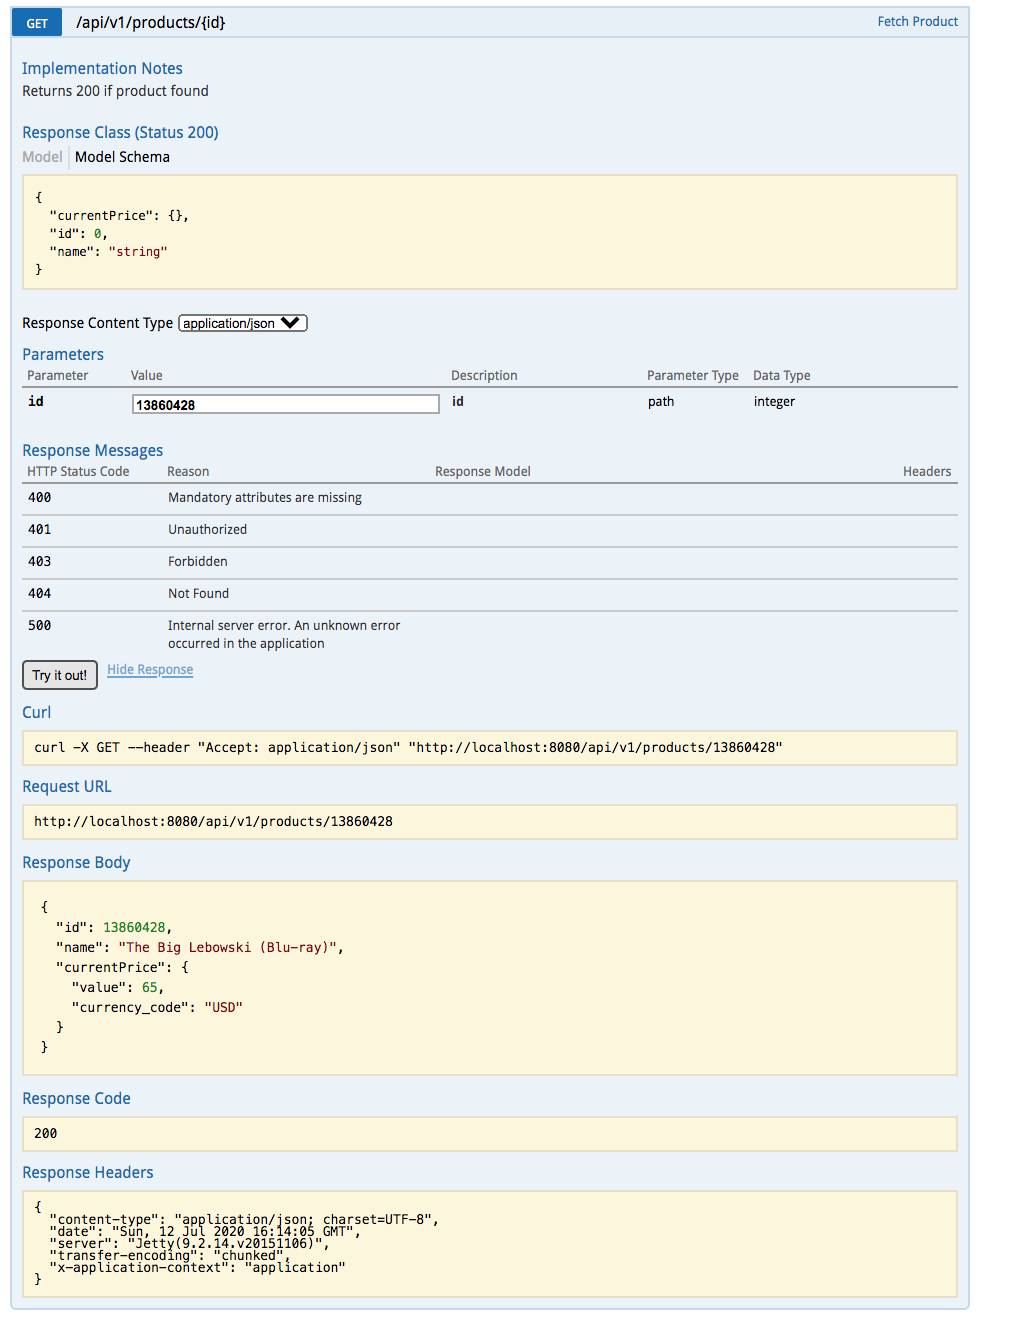 GET /api/v1/products/{id} Fetch Product
Implementation Notes
Returns 200 if product found
Response Class (Status 200)
Model Model Schema
{
  "currentPrice": {},
  "id": 0,
  "name": "string"
}
Response Content Type application/json
Parameters
Parameter Value Description Parameter Type Data Type
id 13860428 id path integer
Response Messages
HTTP Status Code Reason Response Model Headers
400 Mandatory attributes are missing
401 Unauthorized
403 Forbidden
404 Not Found
500 Internal server error. An unknown error
occurred in the application
Try it out! Hide Response
Curl
curl -X GET --header "Accept: application/json" "http://localhost:8080/api/v1/products/13860428"
Request URL
http://localhost:8080/api/v1/products/13860428
Response Body
{
  "id": 13860428,
  "name": "The Big Lebowski (Blu-ray)",
  "currentPrice": {
    "value": 65,
    "currency_code": "USD"
  }
}
Response Code
200
Response Headers
{
  "content-type": "application/json; charset=UTF-8",
  "date": "Sun, 12 Jul 2020 16:14:05 GMT",
  "server": "Jetty(9.2.14.v20151106)",
  "transfer-encoding": "chunked",
  "x-application-context": "application"
}